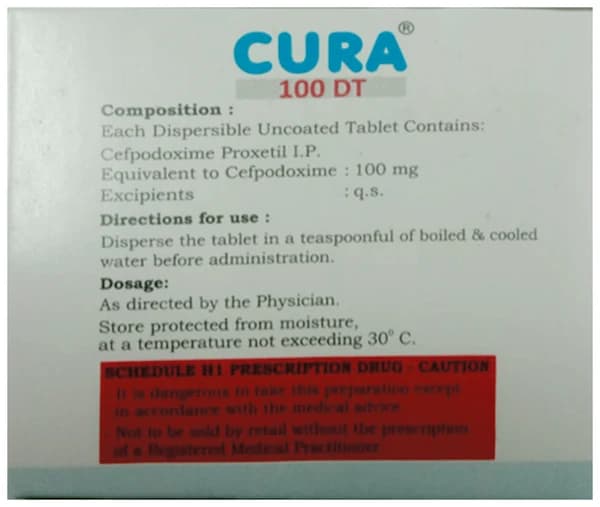 CURA®
100 DT
Composition :
Each Dispersible Uncoated Tablet Contains:
Cefpodoxime Proxetil I.P.
Equivalent to Cefpodoxime : 100 mg
Excipients : q.s.
Directions for use :
Disperse the tablet in a teaspoonful of boiled & cooled
water before administration.
Dosage:
As directed by the Physician.
Store protected from moisture,
at a temperature not exceeding 30° C.
SCHEDULE H1 PRESCRIPTION DRUG - CAUTION
- It is dangerous to take this preparation except
in accordance with the medical advice
- Not to be sold by retail without the prescription
of a Registered Medical Practitioner